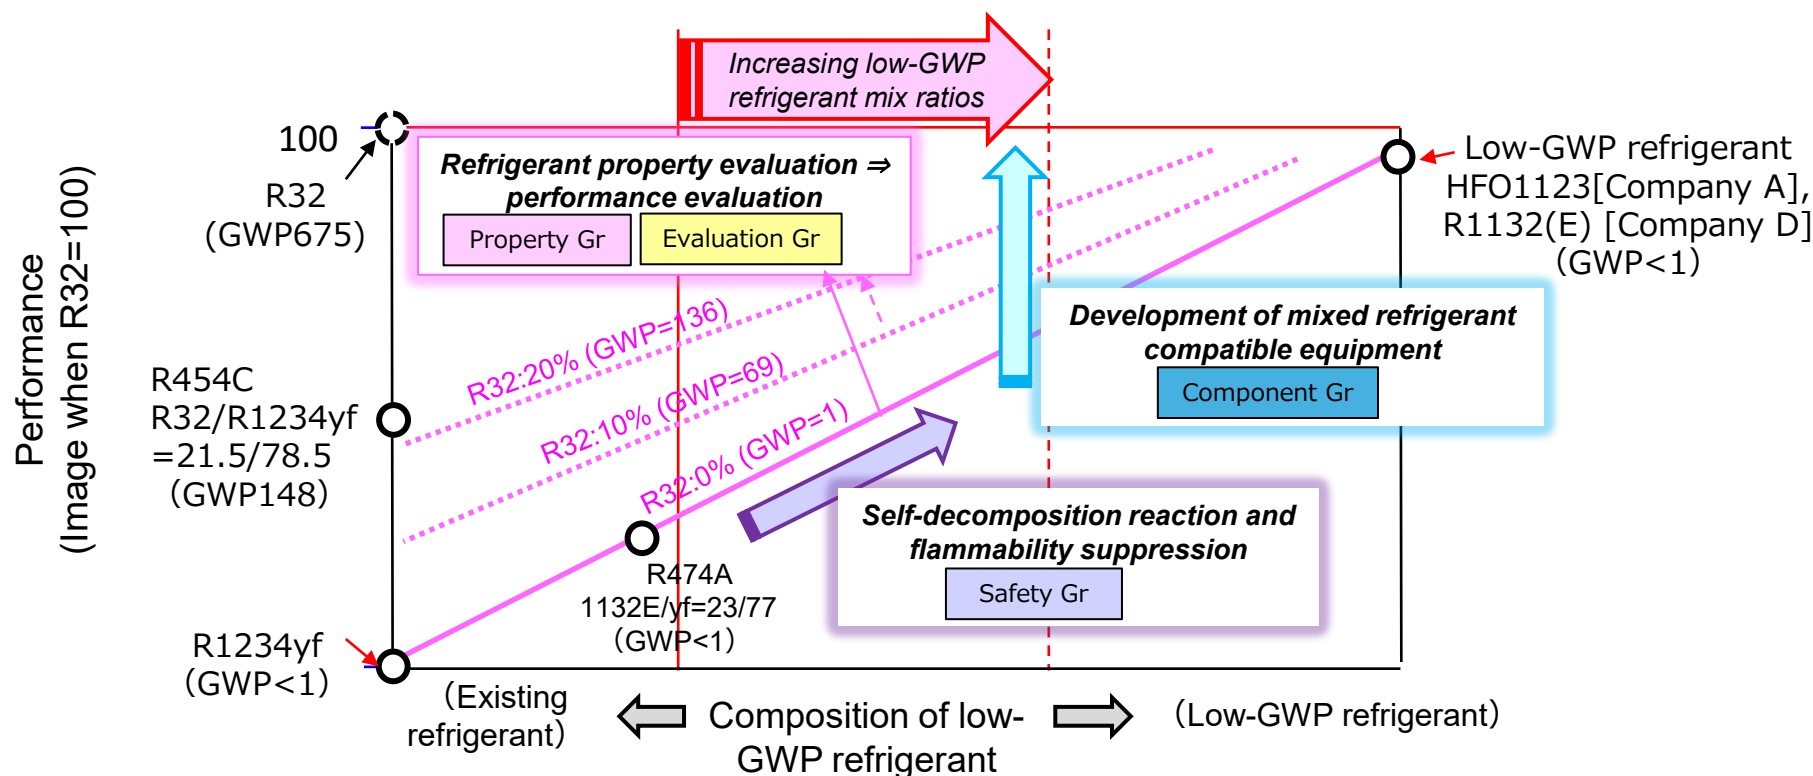 Increasing low-GWP
refrigerant mix ratios
100
R32
(GWP675)
Performance
(Image when R32=100)
Refrigerant property evaluation ⇒
performance evaluation
Property Gr
Evaluation Gr
Low-GWP refrigerant
HFO1123[Company A],
R1132(E) [Company D]
（GWP<1）
R32:20% (GWP=136)
R32:10% (GWP=69)
R32:0% (GWP=1)
Development of mixed refrigerant
compatible equipment
Component Gr
R454C
R32/R1234yf
=21.5/78.5
（GWP148）
Self-decomposition reaction and
flammability suppression
Safety Gr
R474A
1132E/yf=23/77
（GWP<1）
R1234yf
（GWP<1）
（Existing
refrigerant）
Composition of low-
GWP refrigerant
（Low-GWP refrigerant）